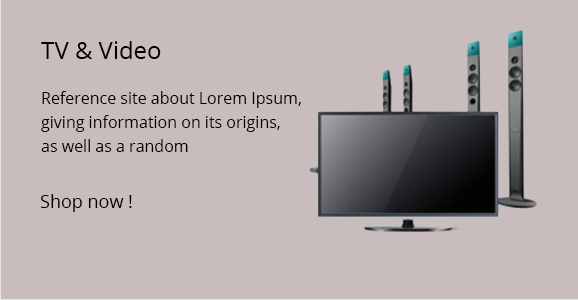 TV & Video
Reference site about Lorem Ipsum,
giving information on its origins,
as well as a random
Shop now !